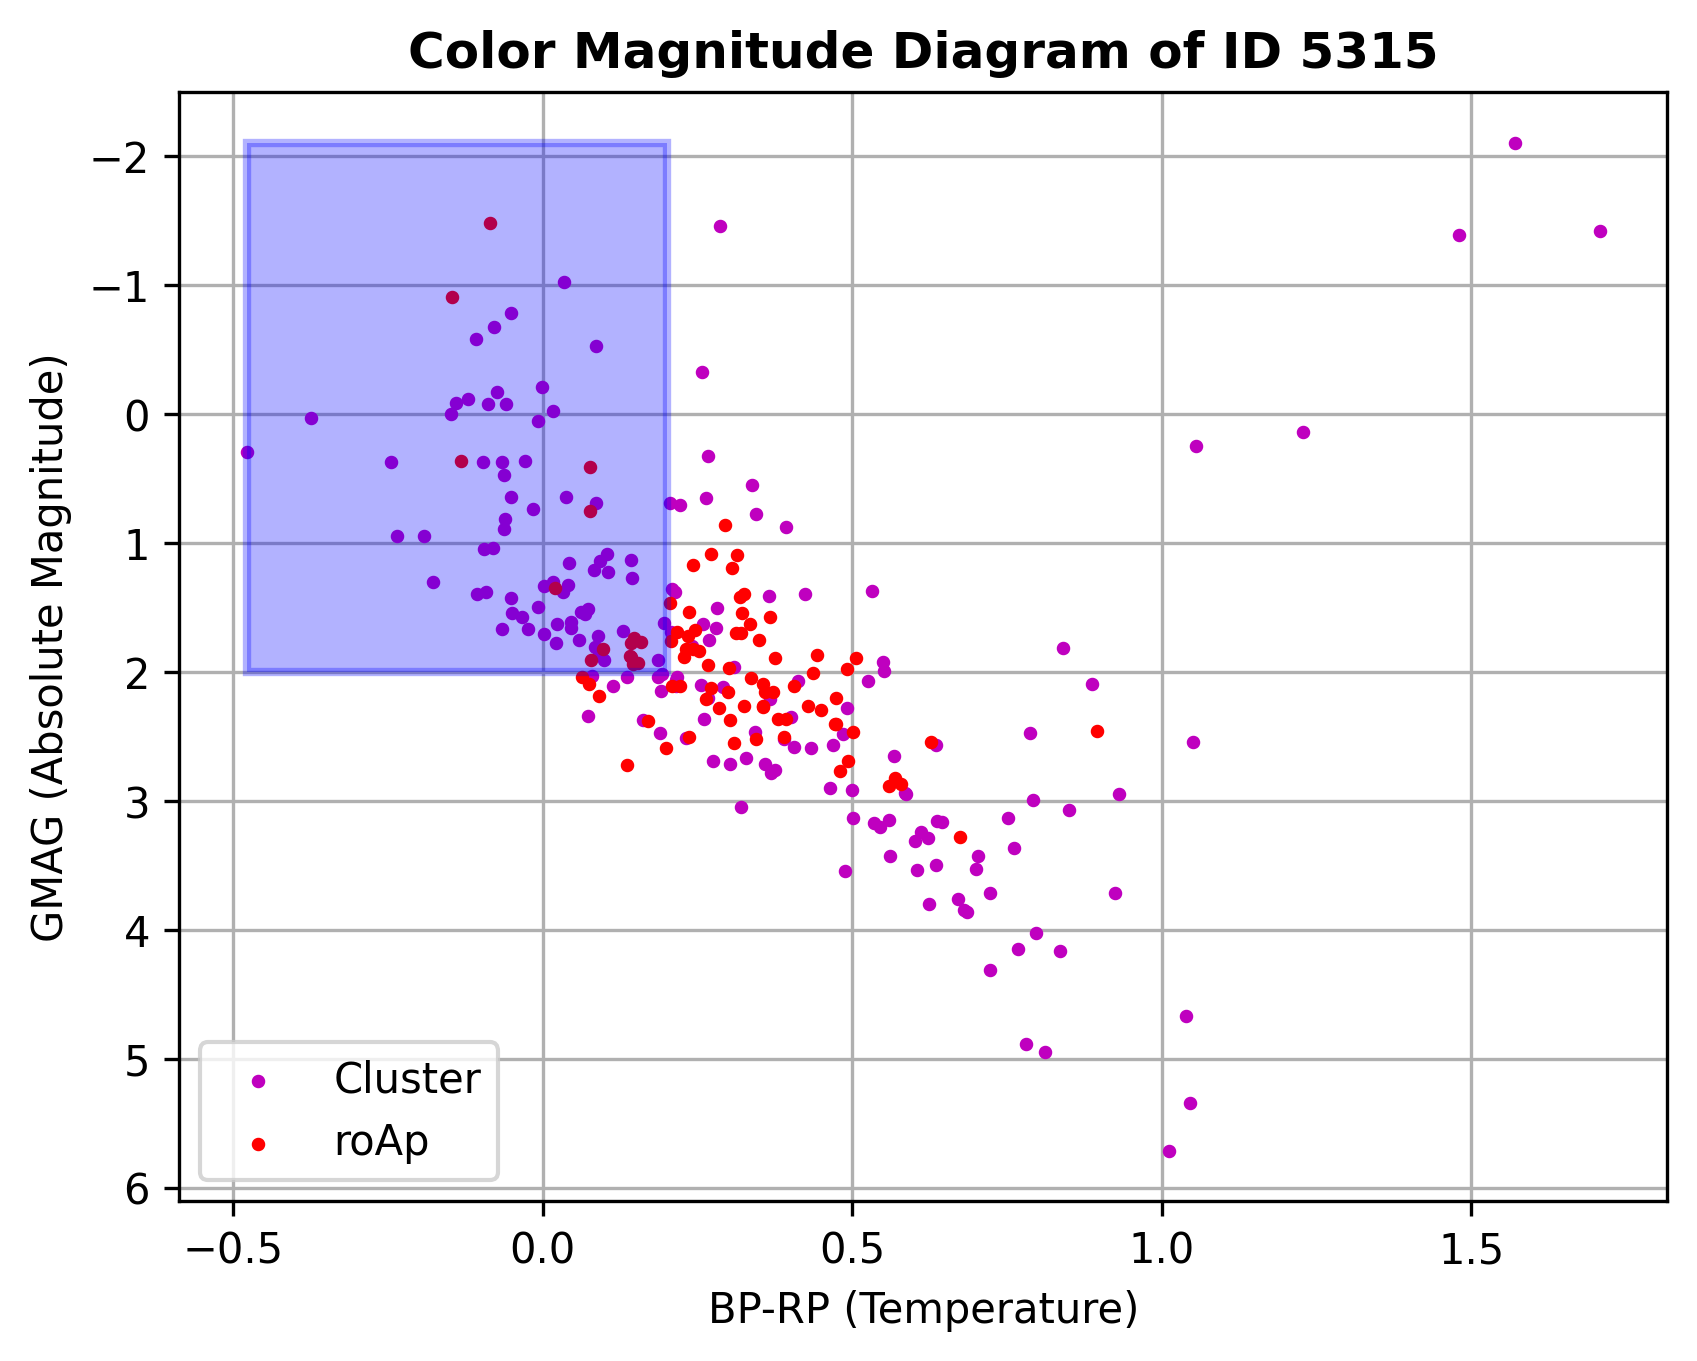 Color Magnitude Diagram of ID 5315
GMAG (Absolute Magnitude)
−2
−1
0
1
2
3
4
5
6
Cluster
roAp
−0.5 0.0 0.5 1.0 1.5
BP-RP (Temperature)